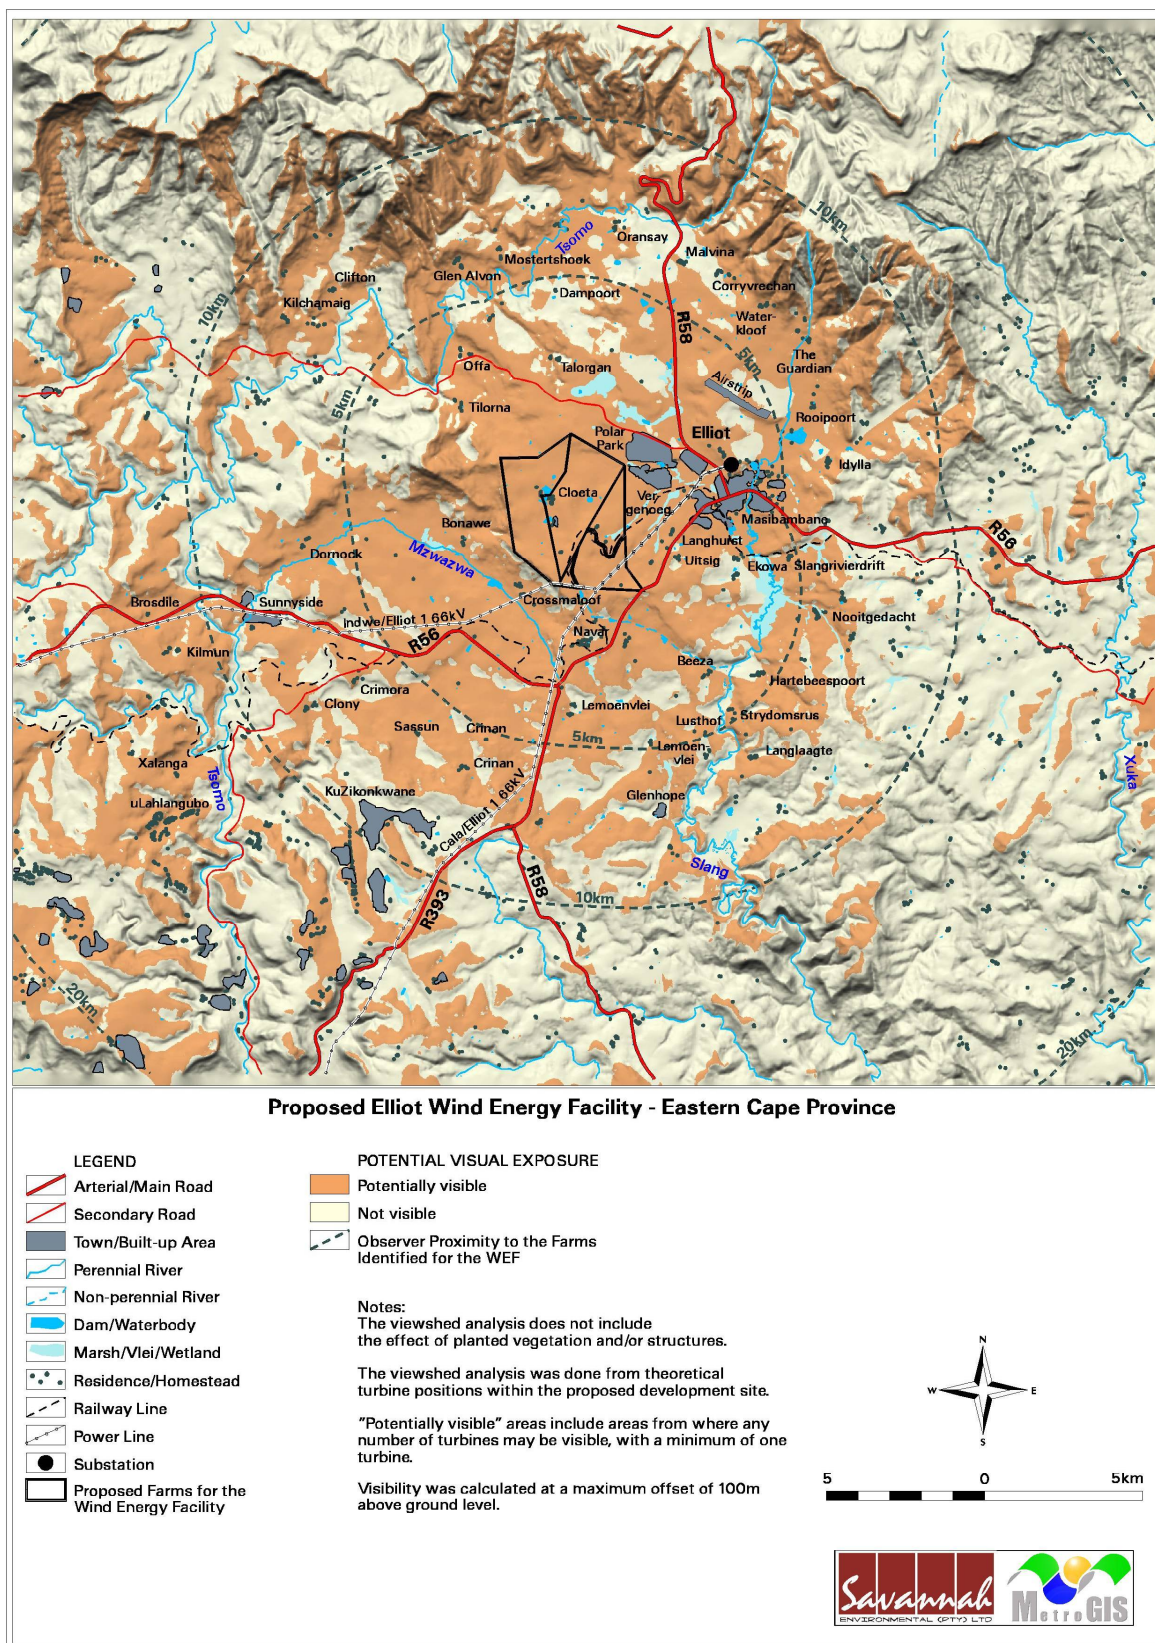 10km
Tsomo
Oransay
Malvina
Mostertshoek
Clifton
Glen Alvon
Corryvrechan
Dampoort
Kilchamaig
10km
R58
Water-
kloof
5km
The
Guardian
Offa
Talorgan
Airstrip
5km
Tilorna
Rooipoort
Polar
Park
Elliot
Idylla
Cloeta
Ver-
genoeg
Bonawe
Masibambane
R56
Langhurst
Dornock
Mzwazwa
Uitsig
Ekowa
Slangrivierdrift
Brosdile
Sunnyside
Crossmaloof
Indwe/Elliot 1 66kV
Nooitgedacht
R56
Navar
Kilmun
Beeza
Hartebeespoort
Crimora
Clony
Lemoenvlei
Sassun
Crinan
Lusthof
Strydomsrus
5km
Lemoen-
vlei
Langlaagte
Xalanga
Crinan
Xuka
Tsomo
KuZikonkwane
Glenhope
uLahlangubo
Cala/Elliot 1 66kV
Slang
R58
10km
R393
20km
20km
Proposed Elliot Wind Energy Facility - Eastern Cape Province
LEGEND
Arterial/Main Road
Secondary Road
Town/Built-up Area
Perennial River
Non-perennial River
Dam/Waterbody
Marsh/Vlei/Wetland
Residence/Homestead
Railway Line
Power Line
Substation
Proposed Farms for the
Wind Energy Facility
POTENTIAL VISUAL EXPOSURE
Potentially visible
Not visible
Observer Proximity to the Farms
Identified for the WEF
Notes:
The viewshed analysis does not include
the effect of planted vegetation and/or structures.
The viewshed analysis was done from theoretical
turbine positions within the proposed development site.
"Potentially visible" areas include areas from where any
number of turbines may be visible, with a minimum of one
turbine.
Visibility was calculated at a maximum offset of 100m
above ground level.
N
W
E
S
5
0
5km
Savannah
ENVIRONMENTAL (PTY) LTD
MetroGIS